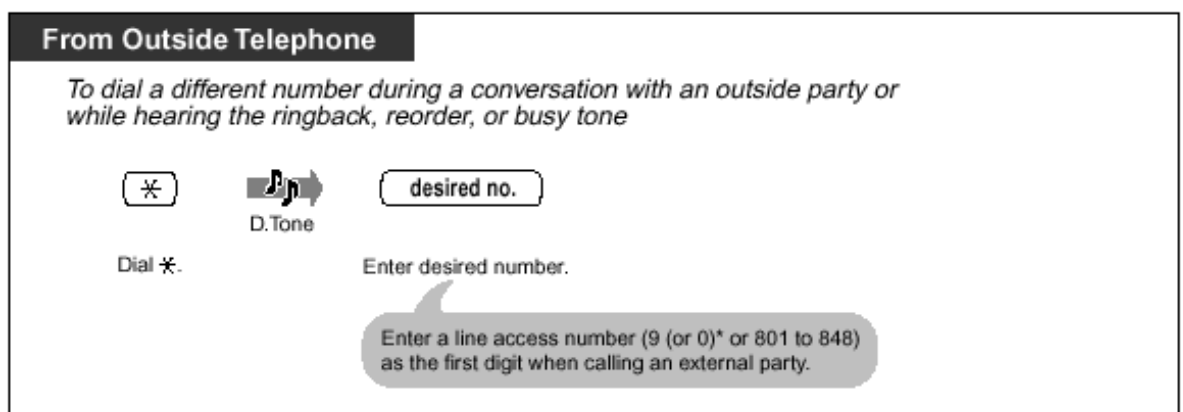 From Outside Telephone
To dial a different number during a conversation with an outside party or
while hearing the ringback, reorder, or busy tone
* desired no.
D.Tone
Dial *. Enter desired number.
Enter a line access number (9 (or 0)* or 801 to 848)
as the first digit when calling an external party.